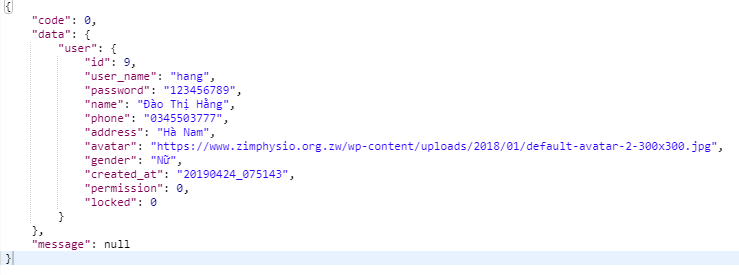 {
"code": 0,
"data": {
"user": {
"id": 9,
"user_name": "hang",
"password": "123456789",
"name": "Đào Thị Hằng",
"phone": "0345503777",
"address": "Hà Nam",
"avatar": "https://www.zimphysio.org.zw/wp-content/uploads/2018/01/default-avatar-2-300x300.jpg",
"gender": "Nữ",
"created_at": "20190424_075143",
"permission": 0,
"locked": 0
}
},
"message": null
}